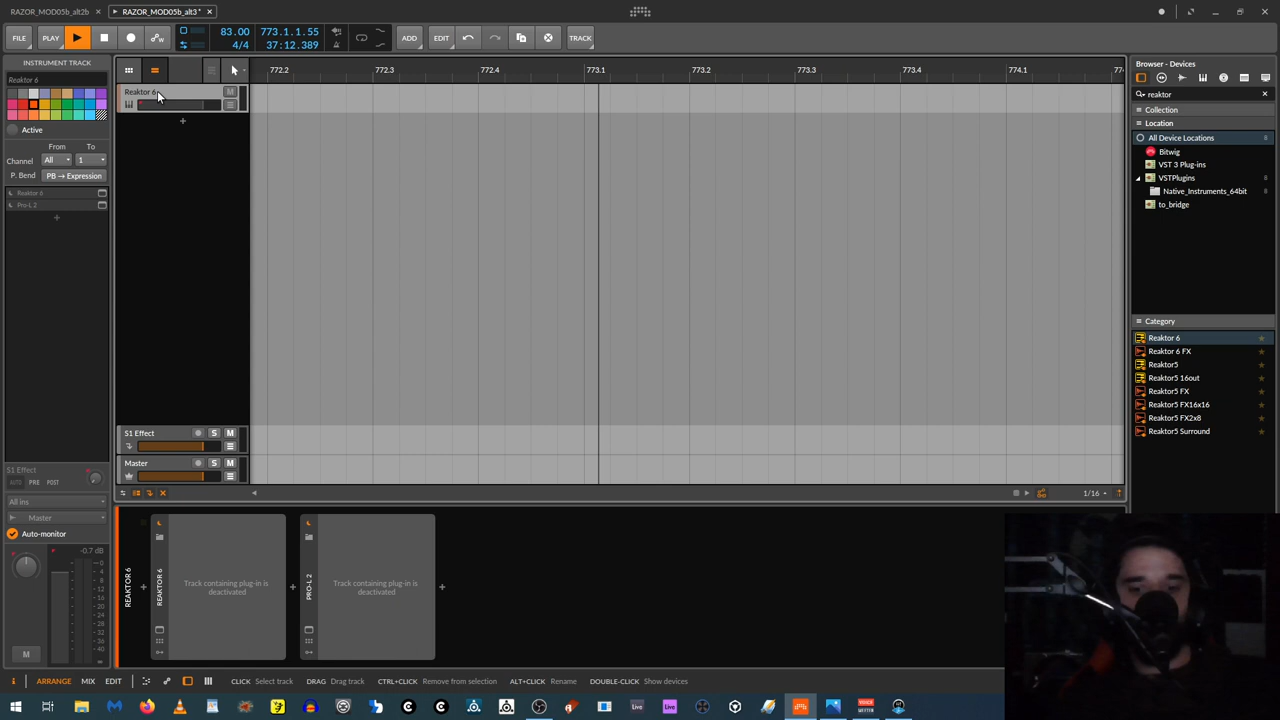 RAZOR_MOD05b_alt2b
RAZOR_MOD05b_alt3*
FILE
PLAY
83.00
4/4
773.1.1.55
37:12.389
ADD
EDIT
TRACK
INSTRUMENT TRACK
Reaktor 6
Active
From
To
Channel
All
1
P. Bend
PB → Expression
Reaktor 6
Pro-L 2
S1 Effect
AUTO
PRE
POST
All ins
Master
Auto-monitor
-0.7 dB
M
Reaktor 6
M
772.2
772.3
772.4
773.1
773.2
773.3
773.4
774.1
S1 Effect
S
M
Master
S
M
1/16
REAKTOR 6
REAKTOR 6
Track containing plug-in is
deactivated
PRO-L 2
Track containing plug-in is
deactivated
Browser - Devices
reaktor
Collection
Location
All Device Locations
Bitwig
VST 3 Plug-ins
VSTPlugins
Native_Instruments_64bit
to_bridge
Category
Reaktor 6
Reaktor 6 FX
Reaktor5
Reaktor5 16out
Reaktor5 FX
Reaktor5 FX16x16
Reaktor5 FX2x8
Reaktor5 Surround
ARRANGE
MIX
EDIT
CLICK
Select track
DRAG
Drag track
CTRL+CLICK
Remove from selection
ALT+CLICK
Rename
DOUBLE-CLICK
Show devices
Live
Live